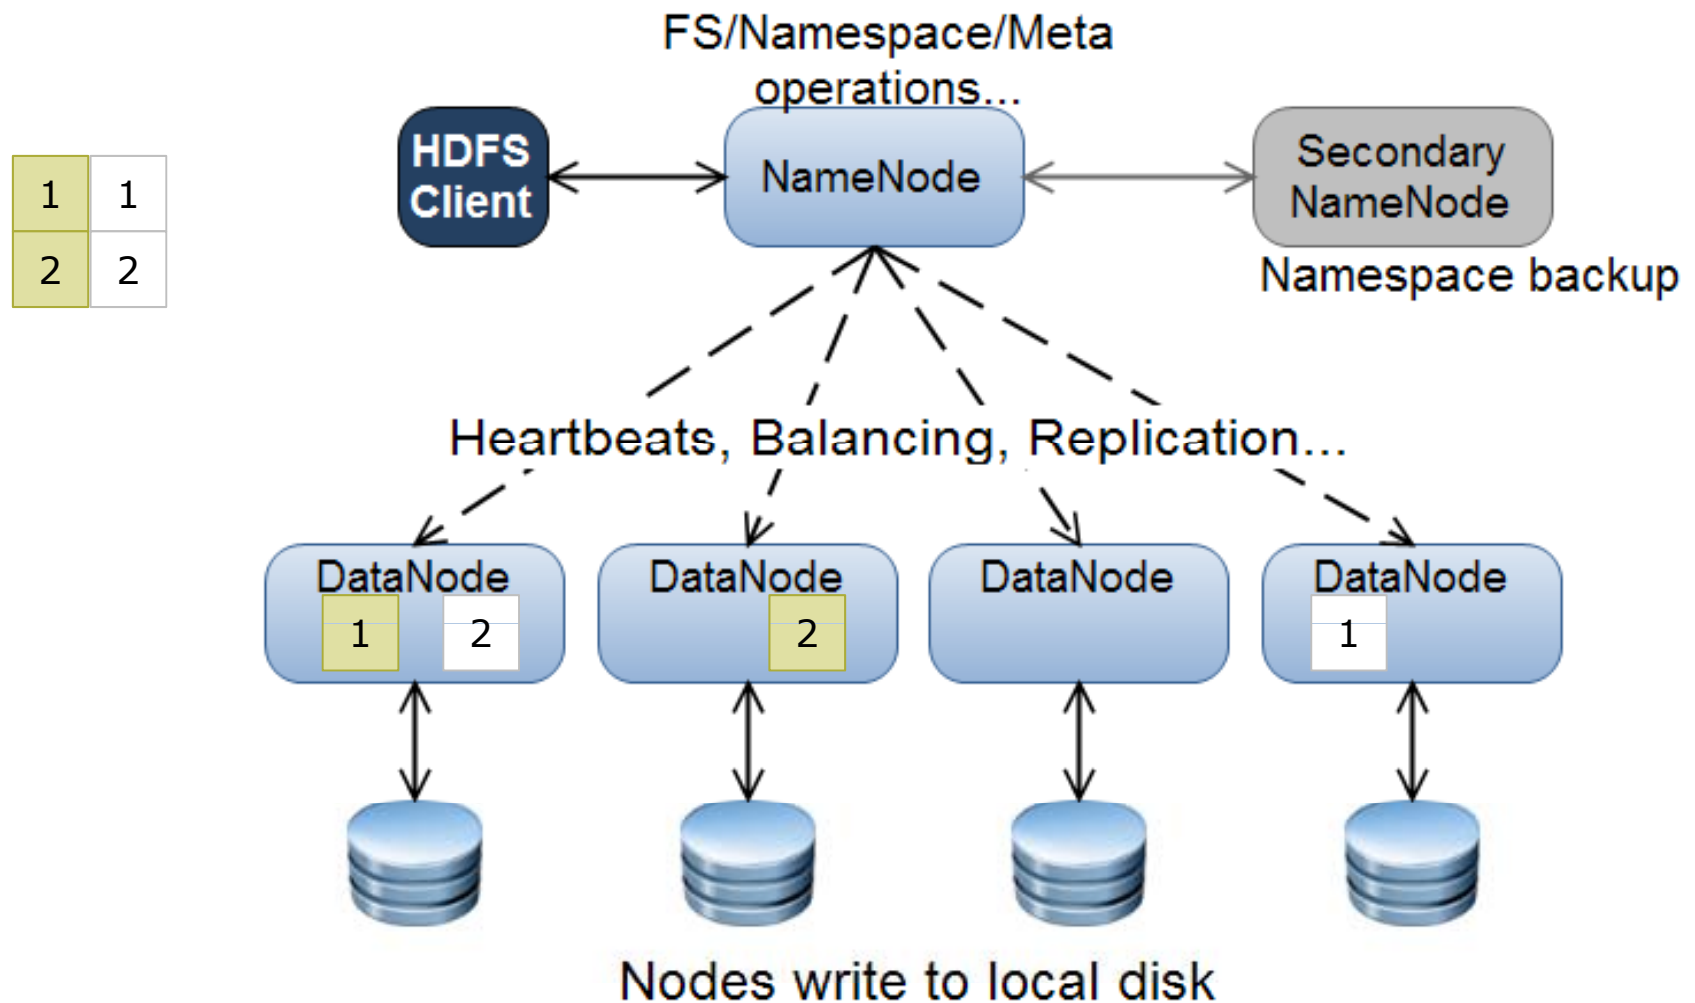 FS/Namespace/Meta
operations...
HDFS
Client
NameNode
Secondary
NameNode
Namespace backup
1 1
2 2
Heartbeats, Balancing, Replication...
DataNode DataNode DataNode DataNode
1 2 2 1
Nodes write to local disk